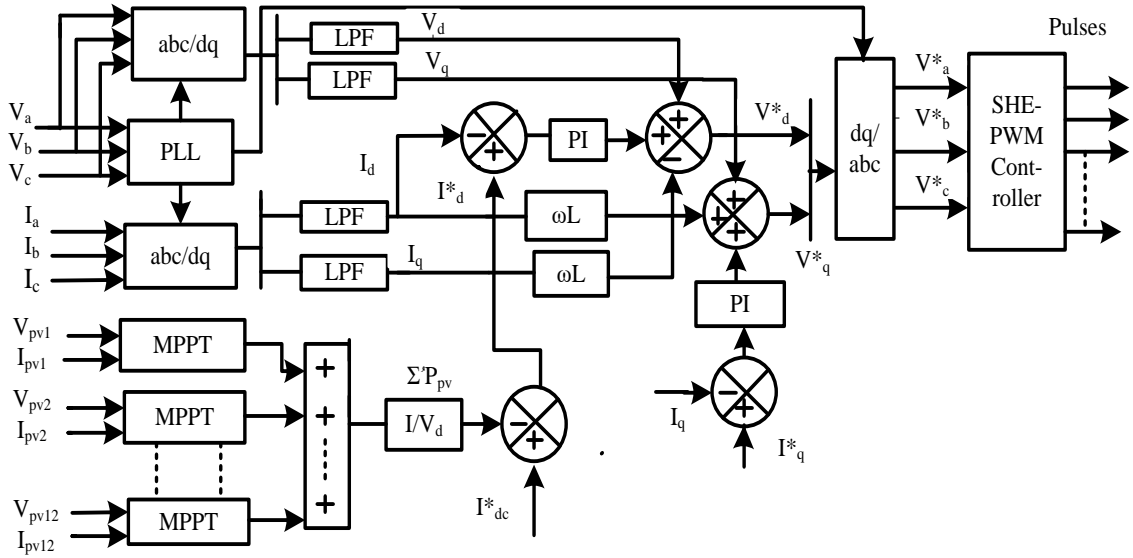 abc/dq
LPF
V_d
LPF
V_q
Pulses
V_a
V_b
V_c
PLL
I_d
I*_d
PI
V*_d
V*_q
dq/
abc
V*_a
V*_b
V*_c
SHE-
PWM
Cont-
roller
I_a
I_b
I_c
abc/dq
LPF
ωL
LPF
I_q
ωL
PI
V_pv1
I_pv1
MPPT
V_pv2
I_pv2
MPPT
V_pv12
I_pv12
MPPT
ΣP_pv
I/V_d
I*_dc
I_q
I*_q